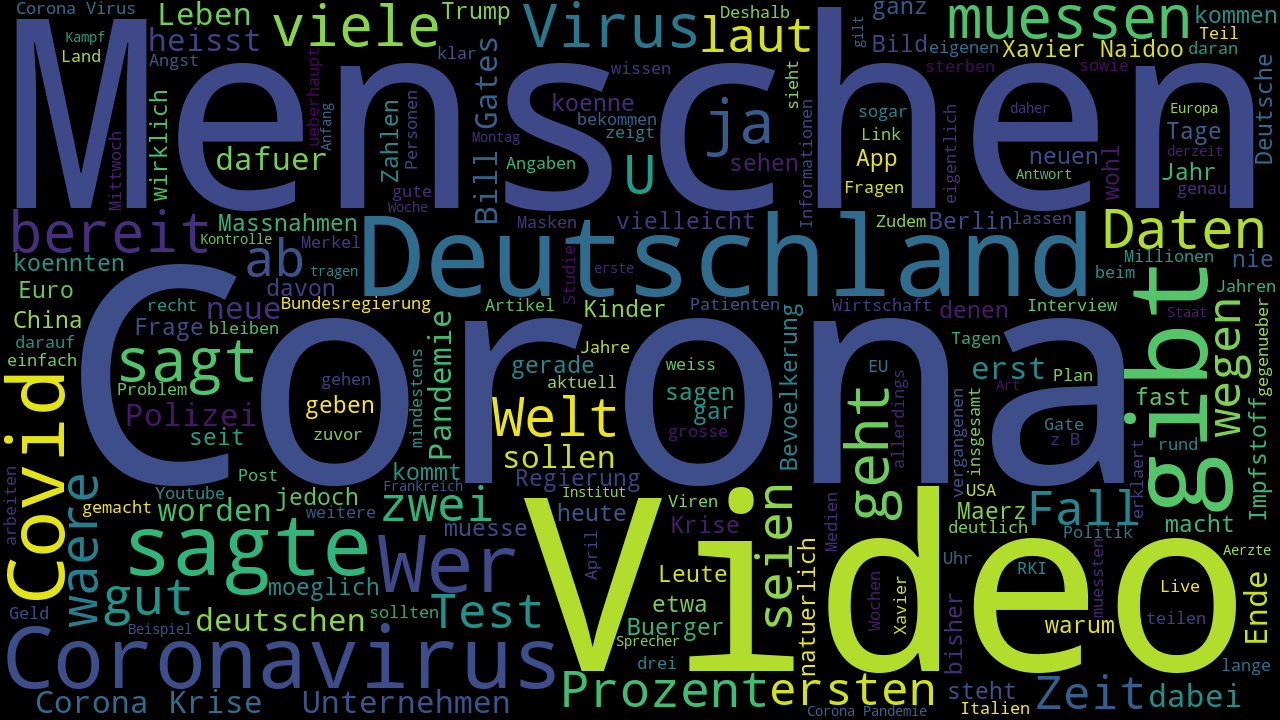 Corona Virus
Leben
viele
Trump
Virus
laut
Deshalb
gilt
ganz
muessen
kommen
Kampf
Land
heisst
Angst
ueberhaupt
klar
Gates
wissen
Bild
eigenen
Xavier Naidoo
Teil
daran
Menschen
wirklich
Mittwoch
Anfang
dafuer
Zahlen
Personen
Montag
koenne
bekommen
zeigt
Angaben
U
ja
sehen
sieht
Informationen
sterben
sowie
sogar
Link
App
Fragen
eigentlich
daher
neuen
Antwort
wohl
Europa
Tage
derzeit
Jahr
genau
Deutsche
gute
Woche
Bill
bereit
Massnahmen
Kontrolle
Merkel
ab
tragen
davon
koennten
Masken
vielleicht
Studie
erste
Deutschland
Zudem
Berlin
lassen
Daten
Millionen
beim
nie
Jahren
Euro
China
darauf
einfach
recht
Frage
neue
bleiben
Bundesregierung
Artikel
Kinder
Patienten
Wirtschaft
denen
Interview
gibt
Staat
wegen
gegenueber
Corona
sagt
Problem
Polizei
seit
gehen
geben
zuvor
mindestens
Pandemie
gerade
Jahre
aktuell
Welt
sollen
weiss
sagen
gar
grosse
Bevoelkerung
EU
geht
allerdings
Tagen
erst
Art
Plan
Gate
z B
vergangenen
insgesamt
fast
rund
erklaert
Impfstoff
Covid
arbeiten
waere
gemacht
Youtube
Post
worden
jedoch
weitere
kommt
Frankreich
zwei
Regierung
Institut
heute
muesse
Viren
Krise
seien
Medien
USA
Maerz
deutlich
Fall
Politik
macht
sagte
Wer
April
Video
Leute
natuerlich
Wochen
Xavier
Uhr
RKI
muessten
Live
teilen
Aerzte
Ende
gut
moeglich
Geld
Beispiel
deutschen
sollten
Test
etwa
Buerger
Sprecher
drei
bisher
warum
lange
Coronavirus
Corona Krise
Unternehmen
Prozent
ersten
Corona Pandemie
steht
Italien
Zeit
dabei